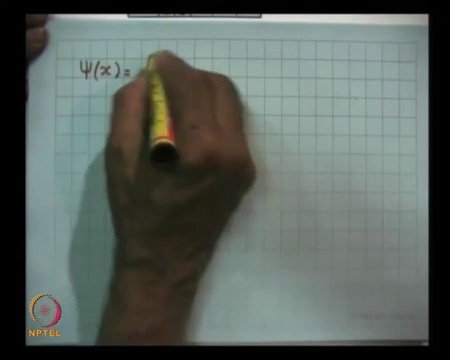 Ψ(x) =
NPTEL